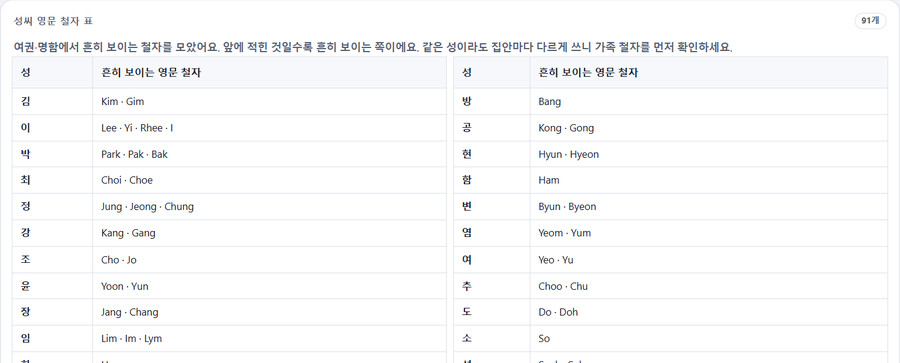 성씨 영문 철자 표
91개
여권·명함에서 흔히 보이는 철자를 모았어요. 앞에 적힌 것일수록 흔히 보이는 쪽이에요. 같은 성이라도 집안마다 다르게 쓰니 가족 철자를 먼저 확인하세요.
성 흔히 보이는 영문 철자 성 흔히 보이는 영문 철자
김 Kim · Gim 방 Bang
이 Lee · Yi · Rhee · I 공 Kong · Gong
박 Park · Pak · Bak 현 Hyun · Hyeon
최 Choi · Choe 함 Ham
정 Jung · Jeong · Chung 변 Byun · Byeon
강 Kang · Gang 염 Yeom · Yum
조 Cho · Jo 여 Yeo · Yu
윤 Yoon · Yun 추 Choo · Chu
장 Jang · Chang 도 Do · Doh
임 Lim · Im · Lym 소 So